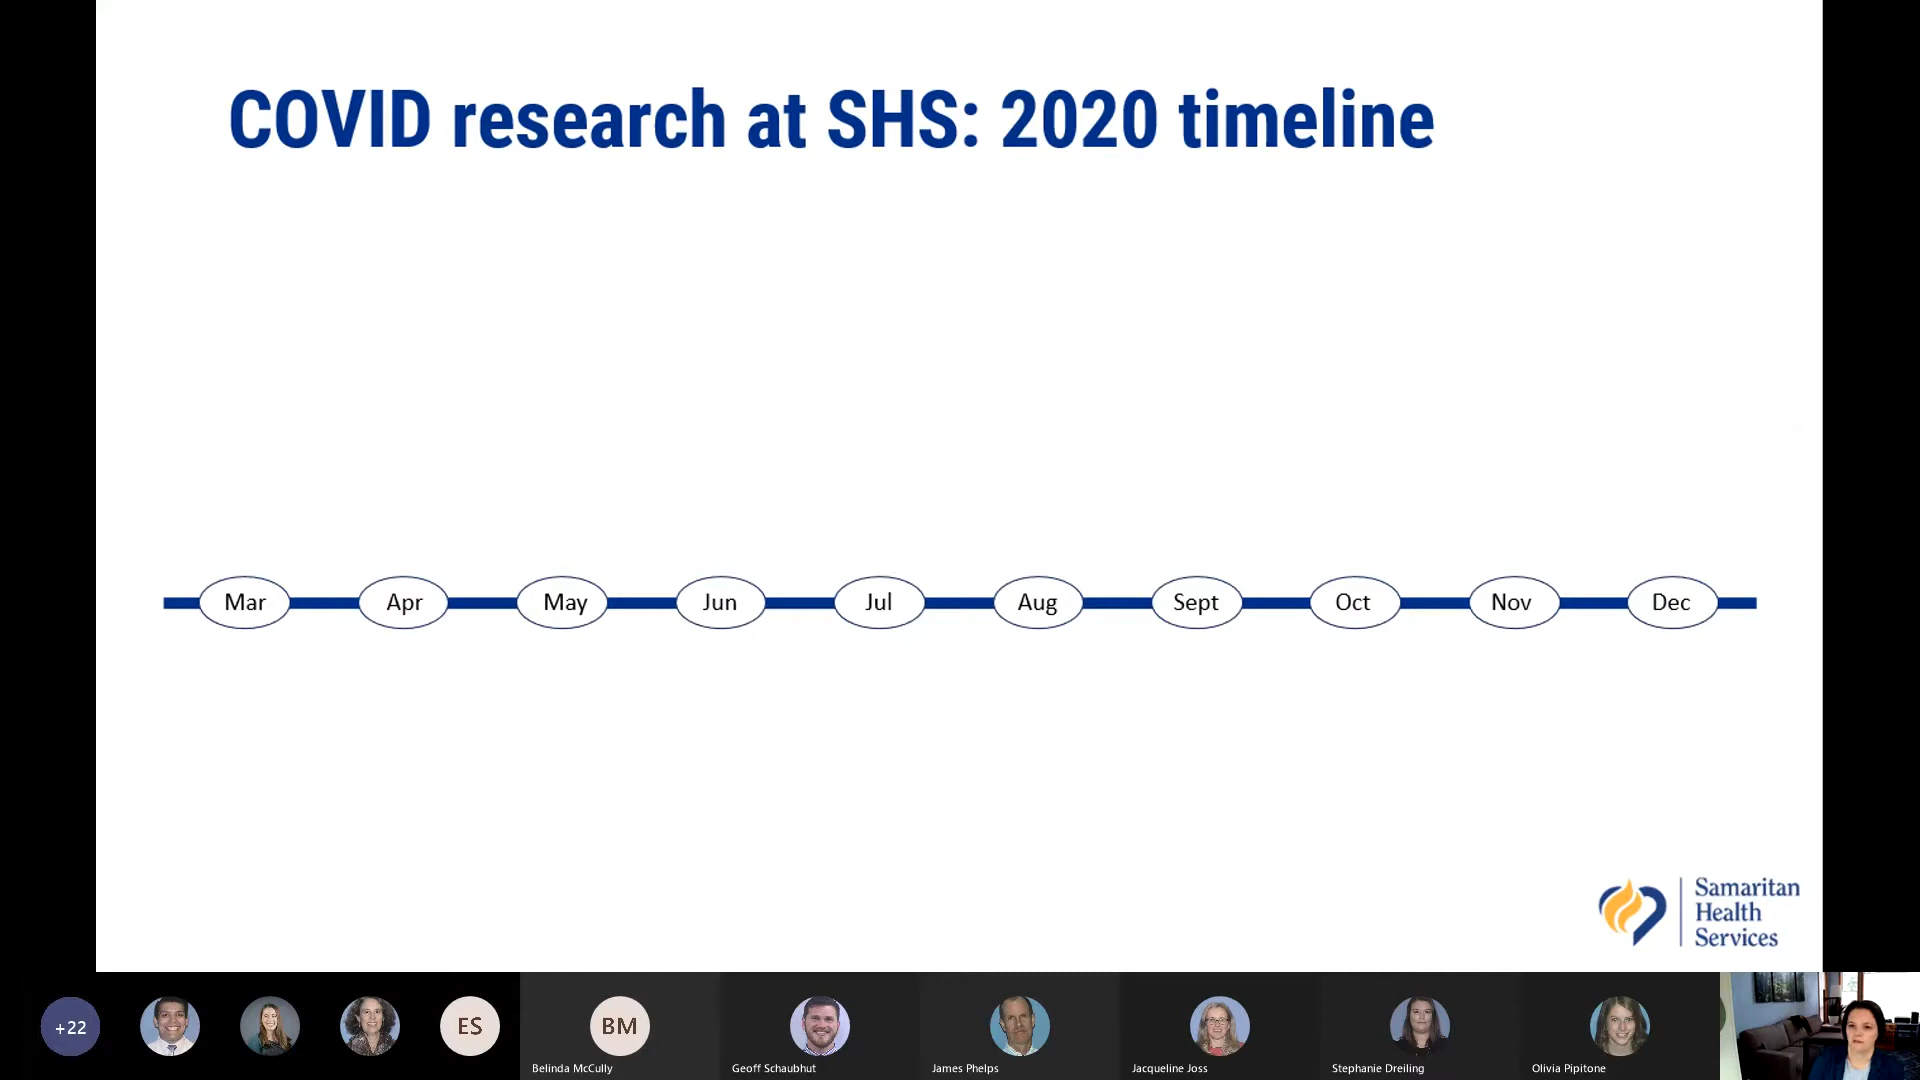 COVID research at SHS: 2020 timeline
Mar Apr May Jun Jul Aug Sept Oct Nov Dec
Samaritan
Health
Services
+22 ES BM
Belinda McCully Geoff Schaubhut James Phelps Jacqueline Joss Stephanie Dreiling Olivia Pipitone